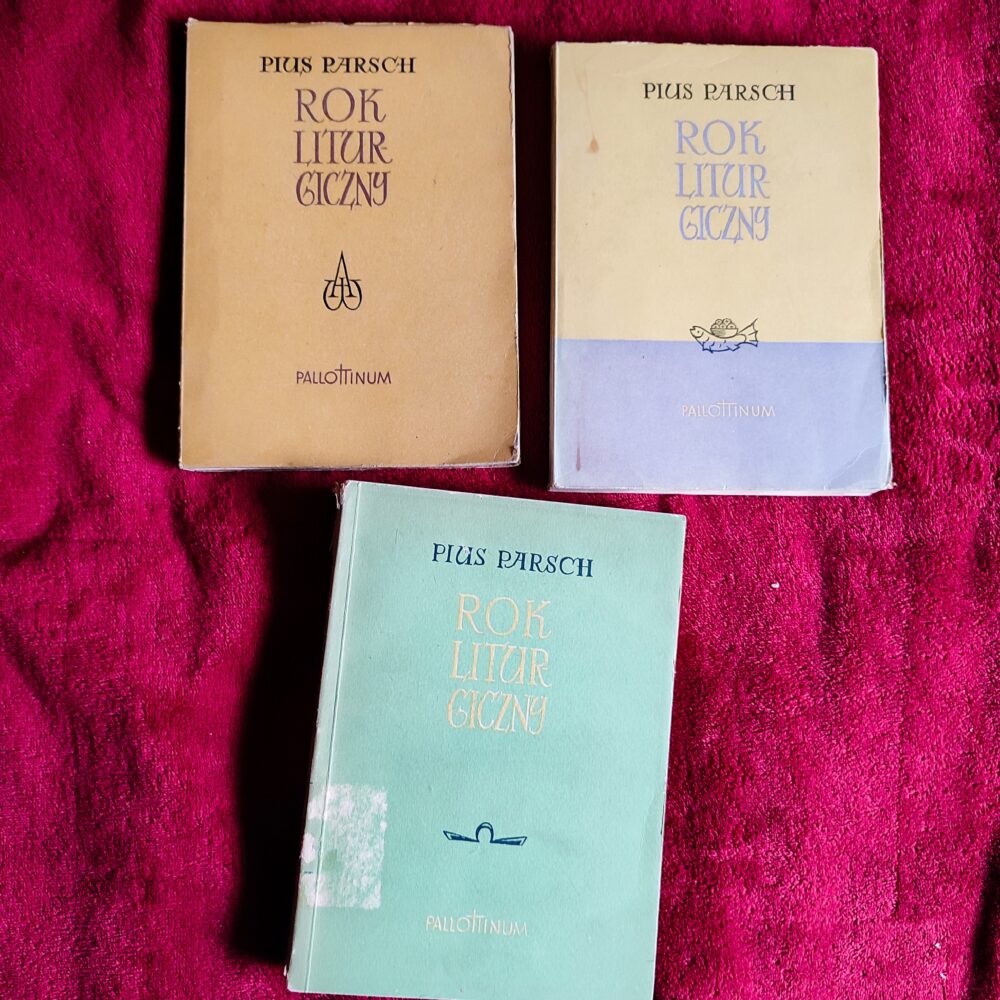 PIUS PARSCH
ROK
LITUR-
GICZNY
PALLOTTINUM
PIUS PARSCH
ROK
LITUR-
GICZNY
PALLOTTINUM
PIUS PARSCH
ROK
LITUR-
GICZNY
PALLOTTINUM